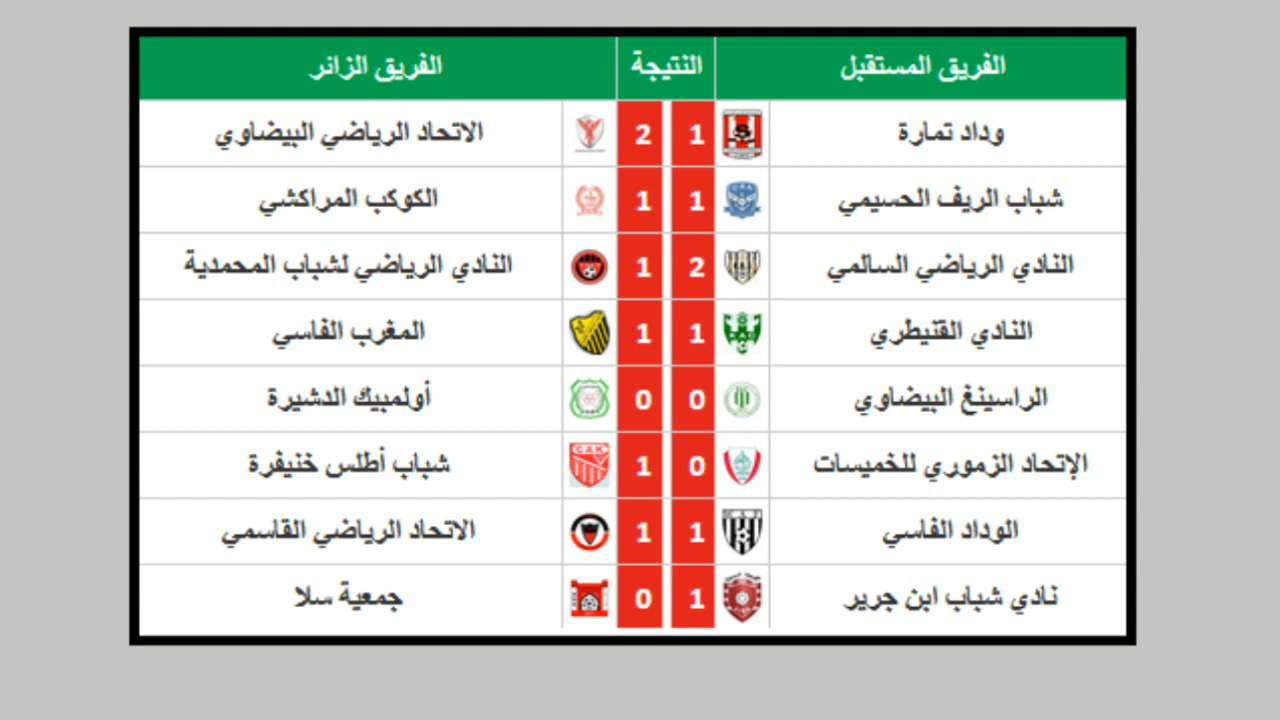 الفريق المستقبل النتيجة الفريق الزائر
وداد تمارة 1 2 الاتحاد الرياضي البيضاوي
شباب الريف الحسيمي 1 1 الكوكب المراكشي
النادي الرياضي السالمي 2 1 النادي الرياضي لشباب المحمدية
النادي القنيطري 1 1 المغرب الفاسي
الراسينغ البيضاوي 0 0 أولمبيك الدشيرة
الإتحاد الزموري للخميسات 0 1 شباب أطلس خنيفرة
الوداد الفاسي 1 1 الاتحاد الرياضي القاسمي
نادي شباب ابن جرير 1 0 جمعية سلا